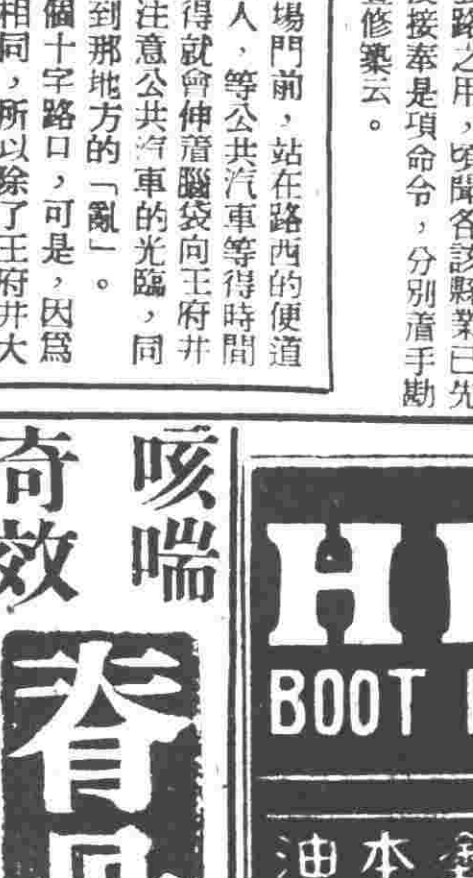 路之用，頃聞各該縣業已先
接奉是項命令，分別着手勘
修築云。
場門前，站在路西的便道
人，等公共汽車等得時間
得就會伸着腦袋向王府井
注意公共汽車的光臨，同
到那地方的「亂」。
個十字路口，可是，因爲
相同，所以除了王府井大
咳喘
奇效
脊
H
BOOT
油本